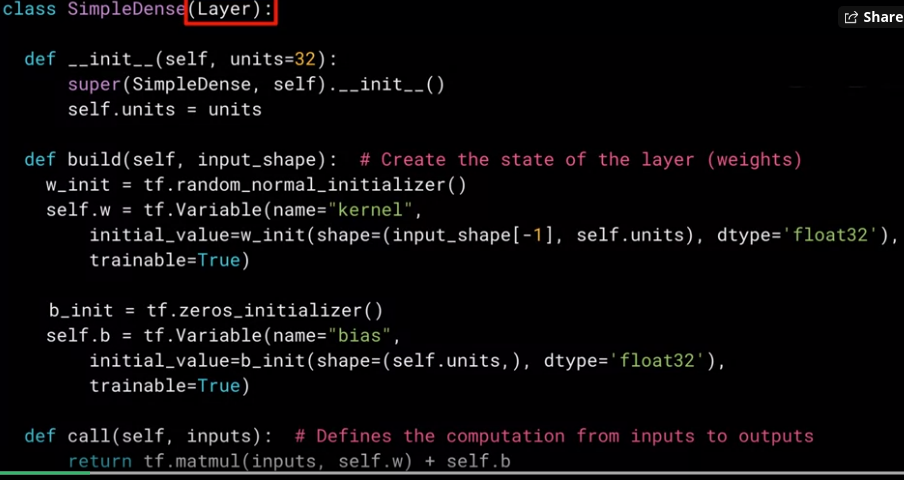 class SimpleDense(Layer):
Share
def __init__(self, units=32):
super(SimpleDense, self).__init__()
self.units = units
def build(self, input_shape):  # Create the state of the layer (weights)
w_init = tf.random_normal_initializer()
self.w = tf.Variable(name="kernel",
initial_value=w_init(shape=(input_shape[-1], self.units), dtype='float32'),
trainable=True)
b_init = tf.zeros_initializer()
self.b = tf.Variable(name="bias",
initial_value=b_init(shape=(self.units,), dtype='float32'),
trainable=True)
def call(self, inputs):  # Defines the computation from inputs to outputs
return tf.matmul(inputs, self.w) + self.b